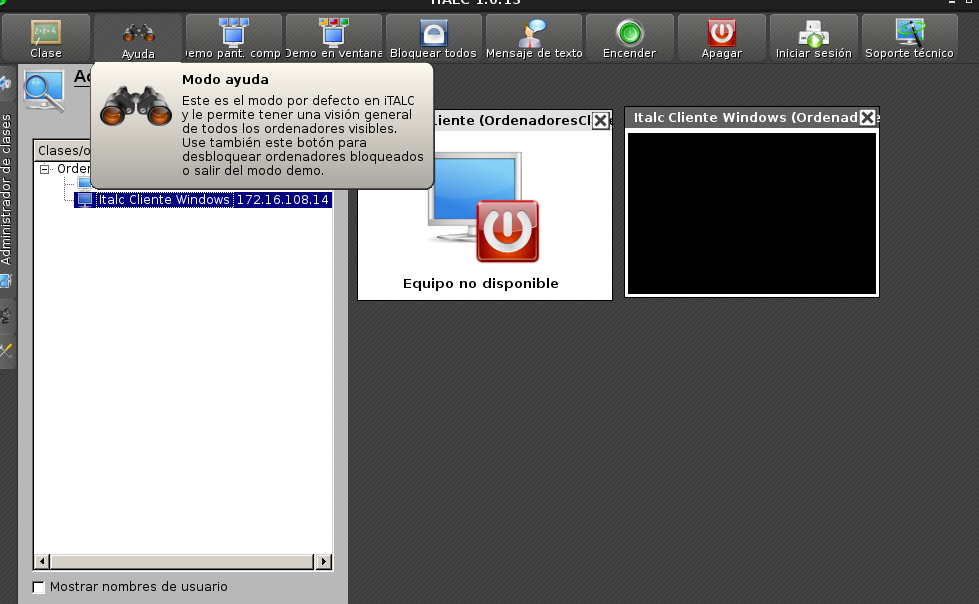 iTALC 1.0.13
Clase
Ayuda
Demo pant. comp
Demo en ventana
Bloquear todos
Mensaje de texto
Encender
Apagar
Iniciar sesión
Soporte técnico
Administrador de clases
Modo ayuda
Este es el modo por defecto en iTALC
y le permite tener una visión general
de todos los ordenadores visibles.
Use también este botón para
desbloquear ordenadores bloqueados
o salir del modo demo.
Clases/o
Orden
Italc Cliente Windows 172.16.108.14
liente (OrdenadoresCli
Equipo no disponible
Italc Cliente Windows (Ordenad
Mostrar nombres de usuario